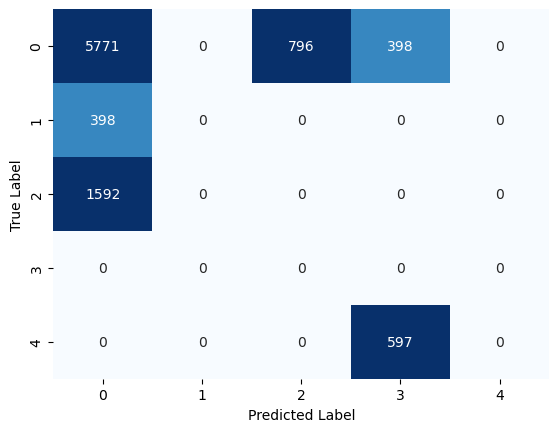 True Label
0 5771 0 796 398 0
1 398 0 0 0 0
2 1592 0 0 0 0
3 0 0 0 0 0
4 0 0 0 597 0
0 1 2 3 4
Predicted Label